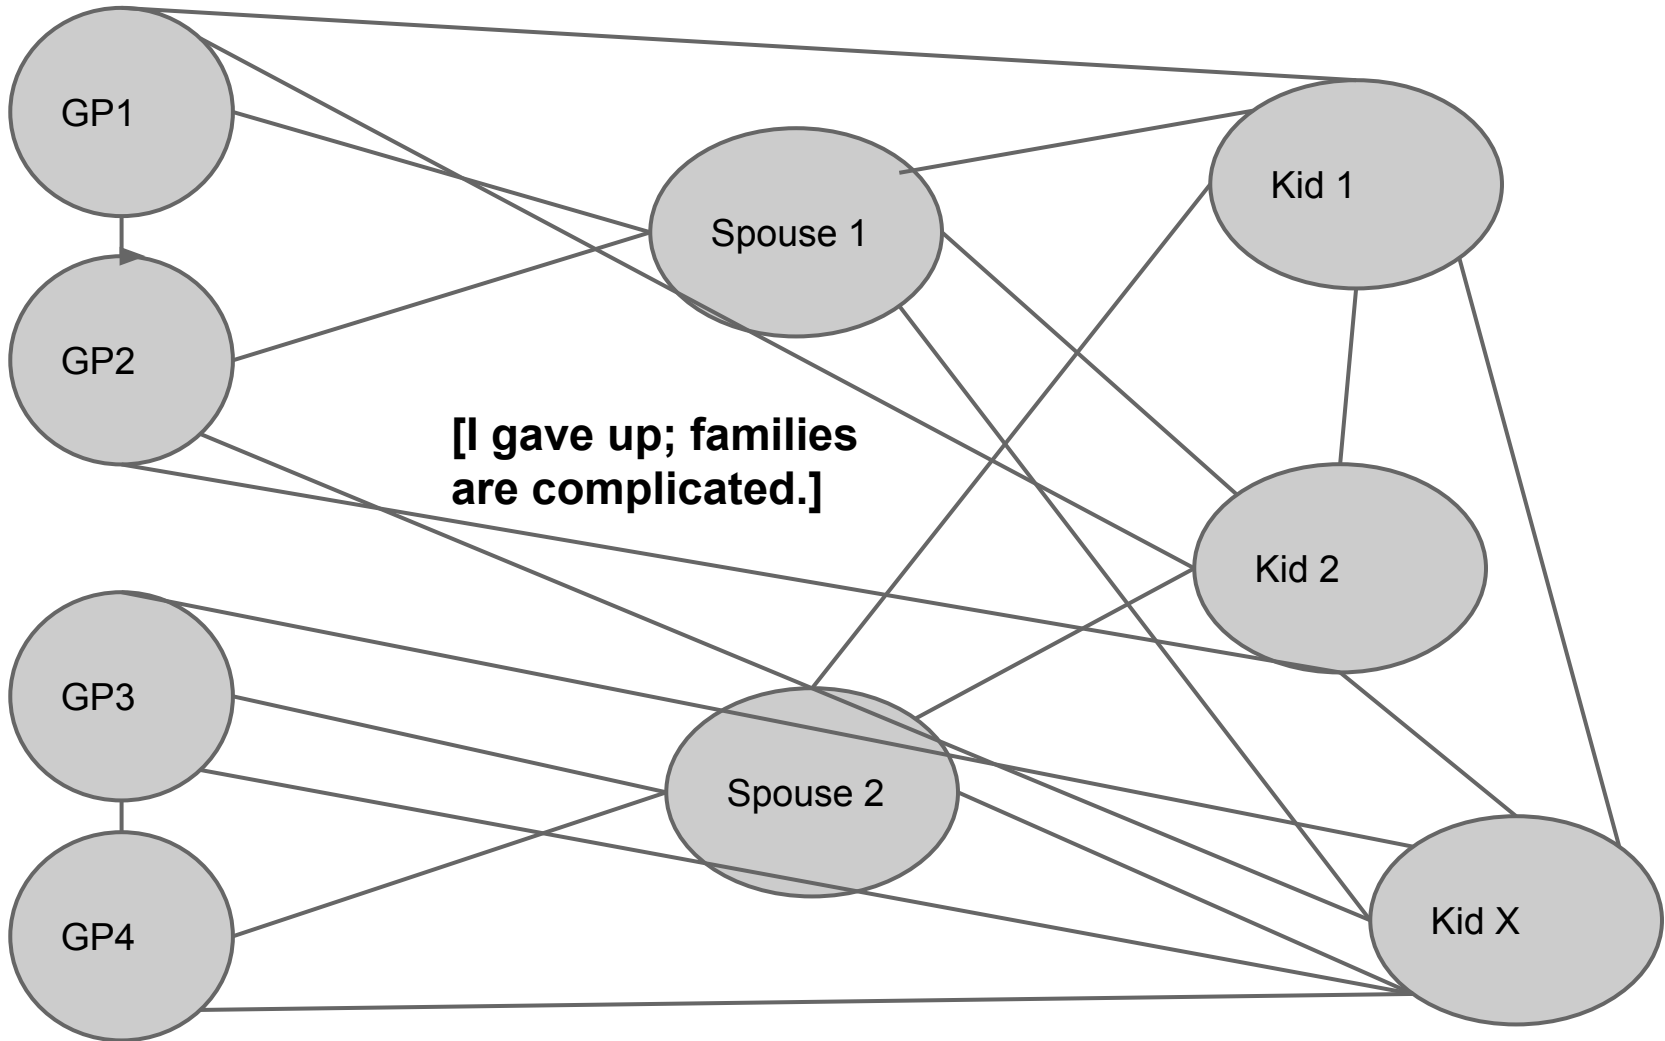 GP1
Kid 1
Spouse 1
GP2
[I gave up; families
are complicated.]
Kid 2
GP3
Spouse 2
Kid X
GP4